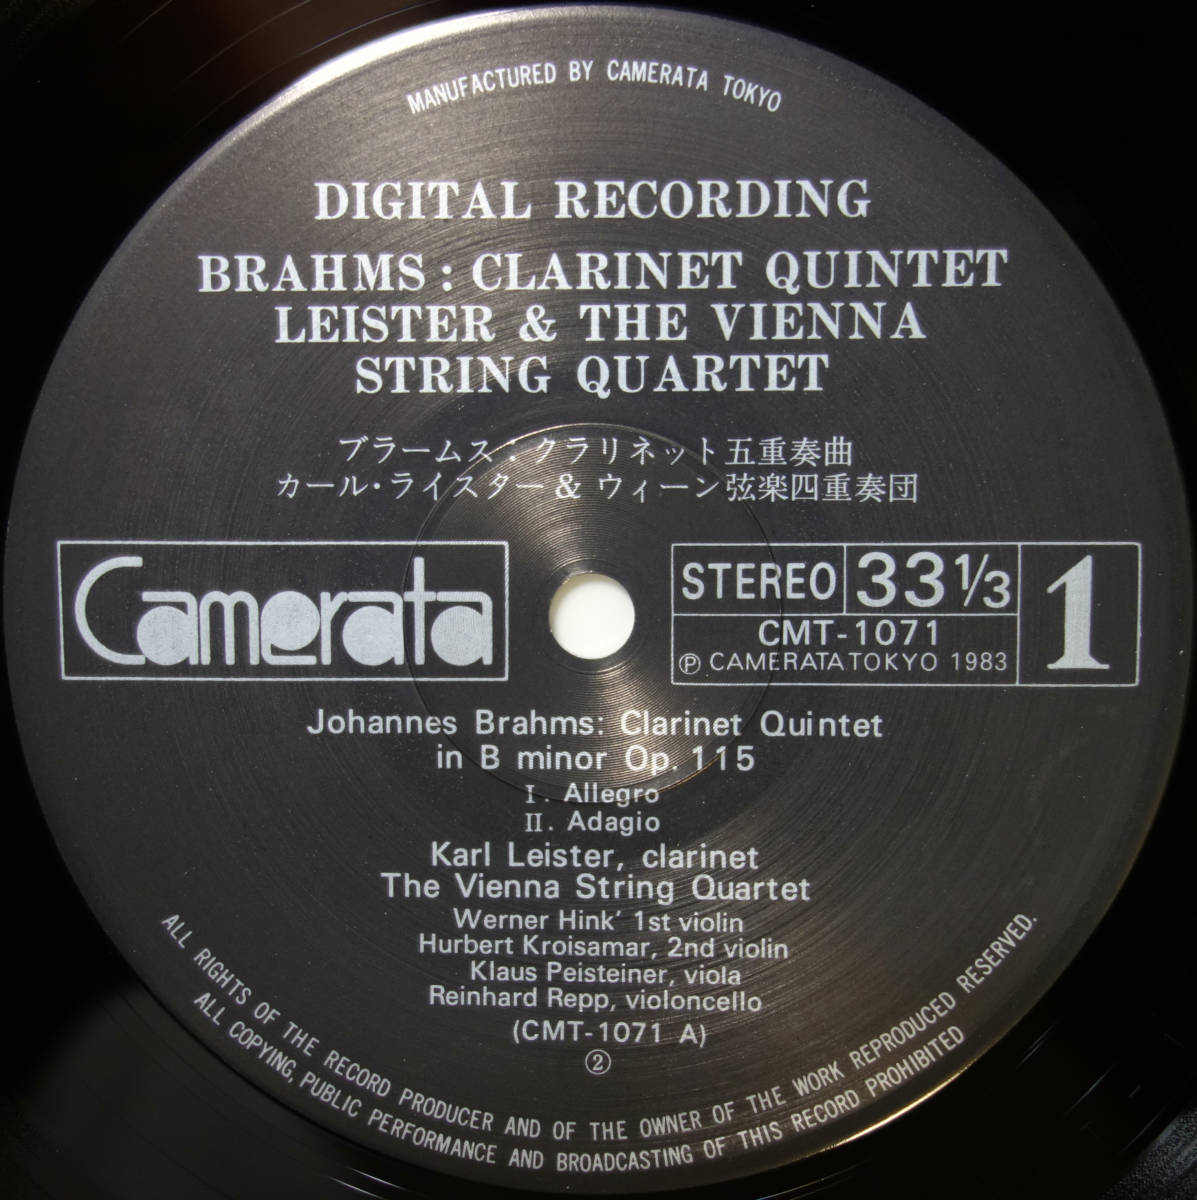 MANUFACTURED BY CAMERATA TOKYO
DIGITAL RECORDING
BRAHMS : CLARINET QUINTET
LEISTER & THE VIENNA
STRING QUARTET
ブラームス：クラリネット五重奏曲
カール・ライスター & ウィーン弦楽四重奏団
Camerata
STEREO 33 1/3
CMT-1071
Ⓟ CAMERATA TOKYO 1983
1
Johannes Brahms: Clarinet Quintet
in B minor Op. 115
I. Allegro
II. Adagio
Karl Leister, clarinet
The Vienna String Quartet
Werner Hink' 1st violin
Hurbert Kroisamar, 2nd violin
Klaus Peisteiner, viola
Reinhard Repp, violoncello
(CMT-1071 A)
②
ALL RIGHTS OF THE RECORD PRODUCER AND OF THE OWNER OF THE WORK REPRODUCED RESERVED.
ALL COPYING, PUBLIC PERFORMANCE AND BROADCASTING OF THIS RECORD PROHIBITED